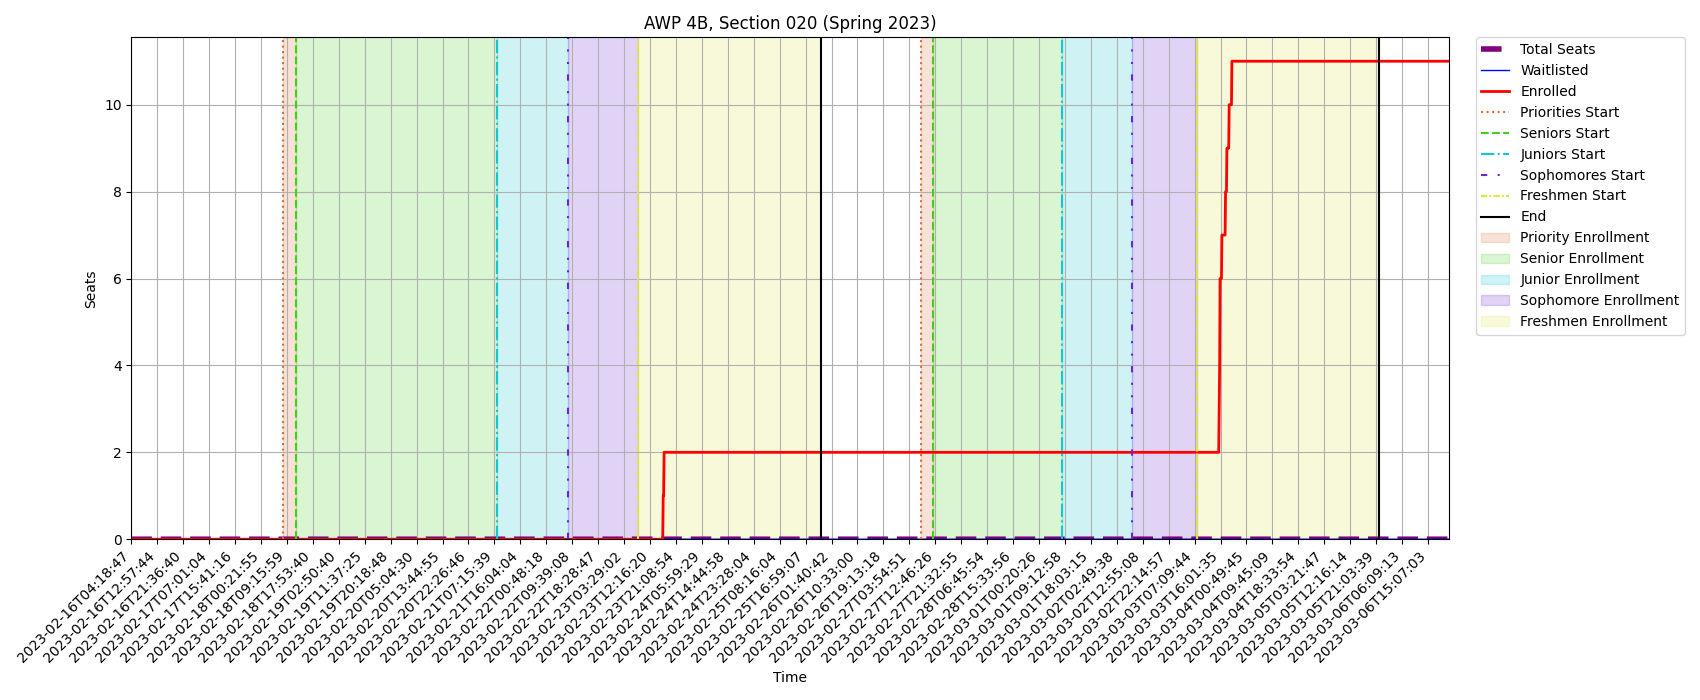 AWP 4B, Section 020 (Spring 2023)
Seats
10
8
6
4
2
0
2023-02-16T04:18:47
2023-02-16T12:57:44
2023-02-16T21:36:40
2023-02-17T07:01:04
2023-02-17T15:41:16
2023-02-18T00:21:55
2023-02-18T09:15:59
2023-02-18T17:53:40
2023-02-19T02:50:40
2023-02-19T11:37:25
2023-02-19T20:18:48
2023-02-20T05:04:30
2023-02-20T13:44:55
2023-02-20T22:26:46
2023-02-21T07:15:39
2023-02-21T16:04:04
2023-02-22T00:48:18
2023-02-22T09:39:08
2023-02-22T18:28:47
2023-02-23T03:29:02
2023-02-23T12:16:20
2023-02-23T21:08:54
2023-02-24T05:59:29
2023-02-24T14:44:58
2023-02-24T23:28:04
2023-02-25T08:16:04
2023-02-25T16:59:07
2023-02-26T01:40:42
2023-02-26T10:33:00
2023-02-26T19:13:18
2023-02-27T03:54:51
2023-02-27T12:46:26
2023-02-27T21:32:55
2023-02-28T06:45:54
2023-02-28T15:33:56
2023-03-01T00:20:26
2023-03-01T09:12:58
2023-03-01T18:03:15
2023-03-02T02:49:38
2023-03-02T12:55:08
2023-03-02T22:14:57
2023-03-03T07:09:44
2023-03-03T16:01:35
2023-03-04T00:49:45
2023-03-04T09:45:09
2023-03-04T18:33:54
2023-03-05T03:21:47
2023-03-05T12:16:14
2023-03-05T21:03:39
2023-03-06T06:09:13
2023-03-06T15:07:03
Time
Total Seats
Waitlisted
Enrolled
Priorities Start
Seniors Start
Juniors Start
Sophomores Start
Freshmen Start
End
Priority Enrollment
Senior Enrollment
Junior Enrollment
Sophomore Enrollment
Freshmen Enrollment